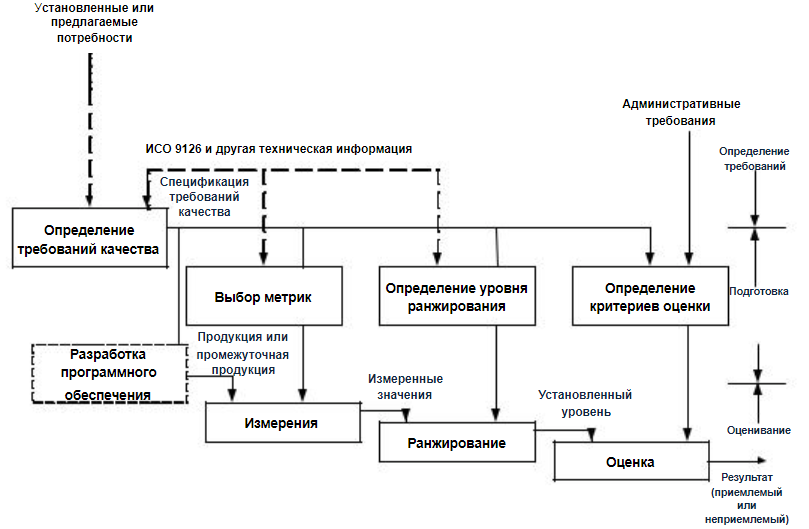 Установленные или
предлагаемые
потребности
Административные
требования
ИСО 9126 и другая техническая информация
Определение
требований
Спецификация
требований
качества
Определение
требований качества
Выбор метрик
Определение уровня
ранжирования
Определение
критериев оценки
Подготовка
Продукция или
промежуточная
продукция
Разработка
программного
обеспечения
Измеренные
значения
Установленный
уровень
Измерения
Ранжирование
Оценивание
Оценка
Результат
(приемлемый
или
неприемлемый)